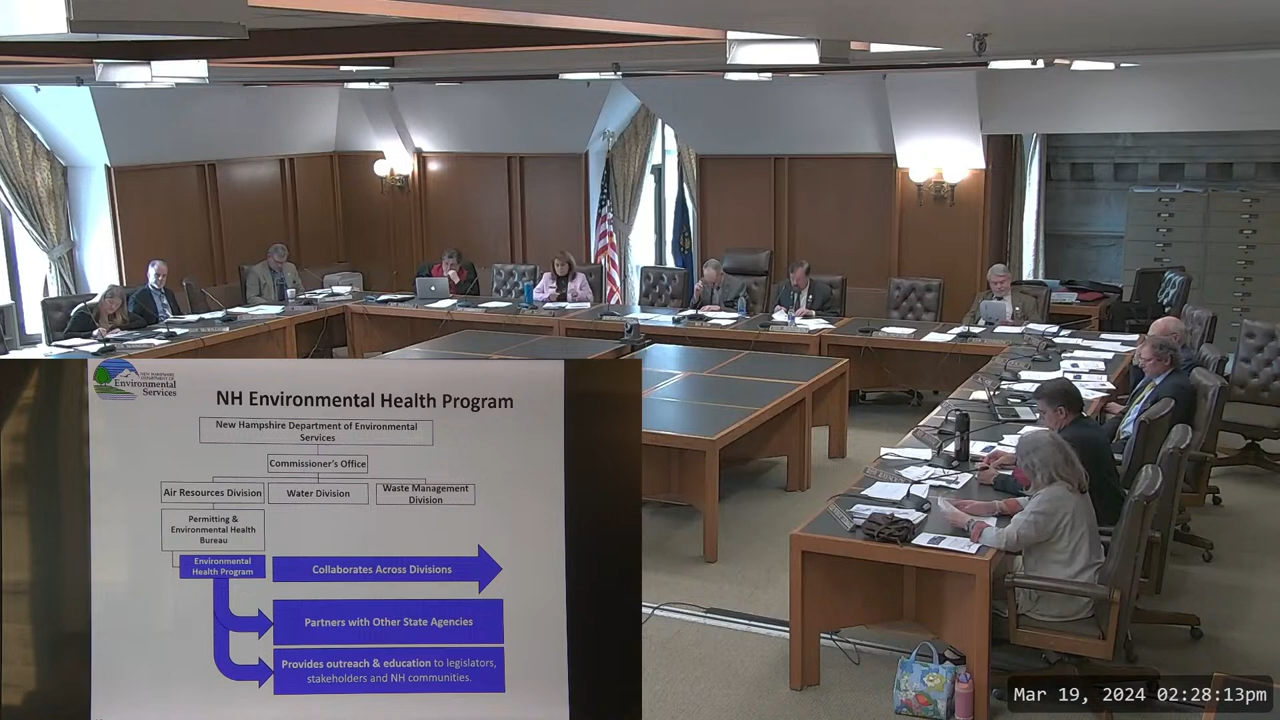 NEW HAMPSHIRE
DEPARTMENT OF
Environmental
Services
NH Environmental Health Program
New Hampshire Department of Environmental
Services
Commissioner's Office
Air Resources Division
Water Division
Waste Management
Division
Permitting &
Environmental Health
Bureau
Environmental
Health Program
Collaborates Across Divisions
Partners with Other State Agencies
Provides outreach & education to legislators,
stakeholders and NH communities.
Mar 19, 2024 02:28:13pm